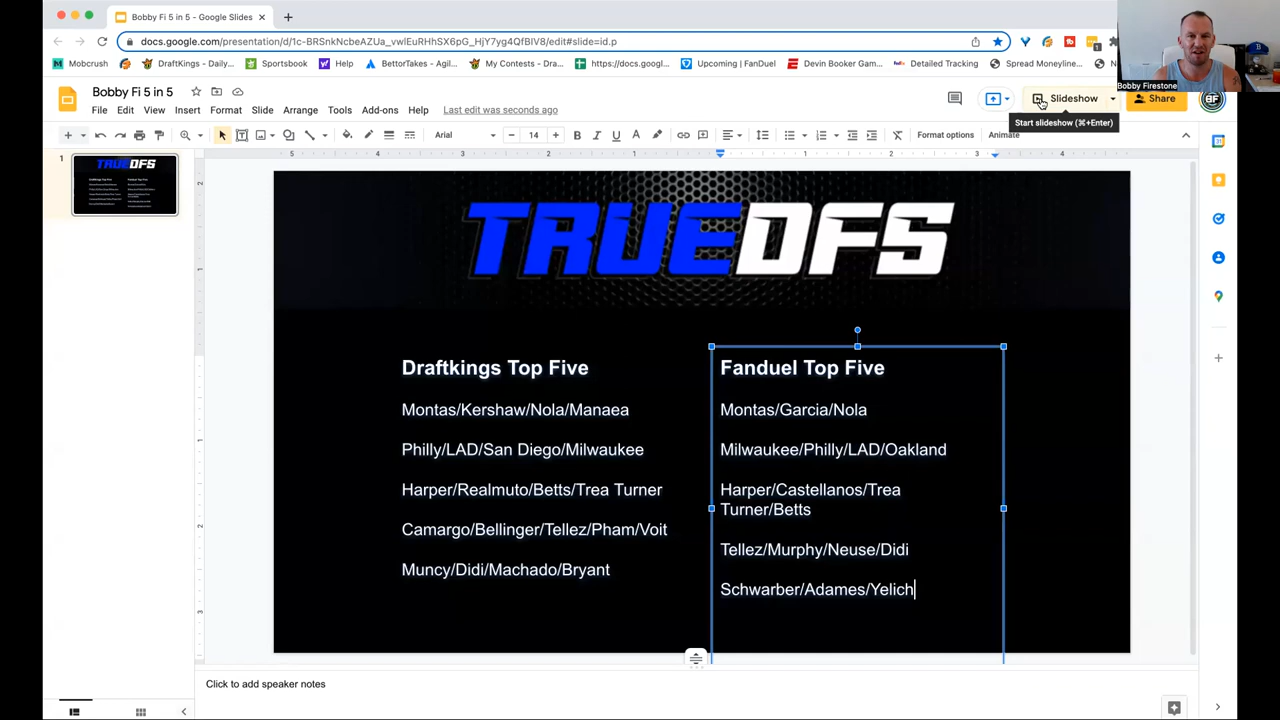 Bobby Fi 5 in 5 - Google Slides
docs.google.com/presentation/d/1c-BRSnkNcbeAZUa_vwlEuRHhSX6pG_HjY7yg4QfBIV8/edit#slide=id.p
Mobcrush
DraftKings - Daily...
Sportsbook
Help
BettorTakes - Agil...
My Contests - Dra...
https://docs.googl...
Upcoming | FanDuel
Devin Booker Gam...
Detailed Tracking
Spread Moneyline...
Bobby Firestone
Bobby Fi 5 in 5
File Edit View Insert Format Slide Arrange Tools Add-ons Help Last edit was seconds ago
Slideshow
Share
BF
Start slideshow (⌘+Enter)
Arial
14
Format options
Animate
1
TRUEDFS
Draftkings Top Five
Montas/Kershaw/Nola/Manaea
Philly/LAD/San Diego/Milwaukee
Harper/Realmuto/Betts/Trea Turner
Camargo/Bellinger/Tellez/Pham/Voit
Muncy/Didi/Machado/Bryant
Fanduel Top Five
Montas/Garcia/Nola
Milwaukee/Philly/LAD/Oakland
Harper/Castellanos/Trea
Turner/Betts
Tellez/Murphy/Neuse/Didi
Schwarber/Adames/Yelich
Click to add speaker notes